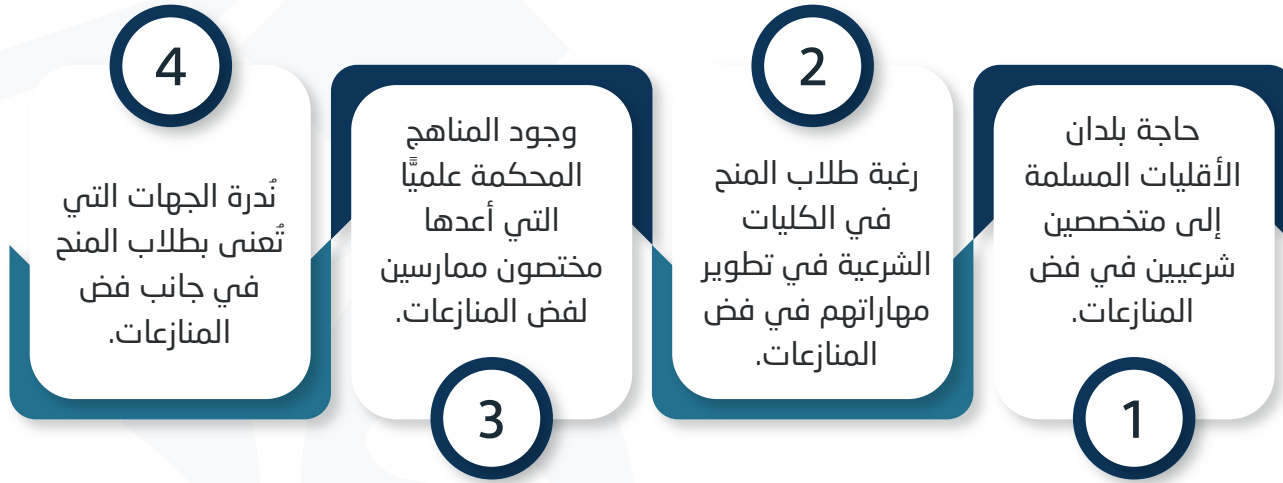 1
حاجة بلدان
الأقليات المسلمة
إلى متخصصين
شرعيين في فض
المنازعات.
2
رغبة طلاب المنح
في الكليات
الشرعية في تطوير
مهاراتهم في فض
المنازعات.
3
وجود المناهج
المحكمة علميًّا
التي أعدها
مختصون ممارسين
لفض المنازعات.
4
نُدرة الجهات التي
تُعنى بطلاب المنح
في جانب فض
المنازعات.